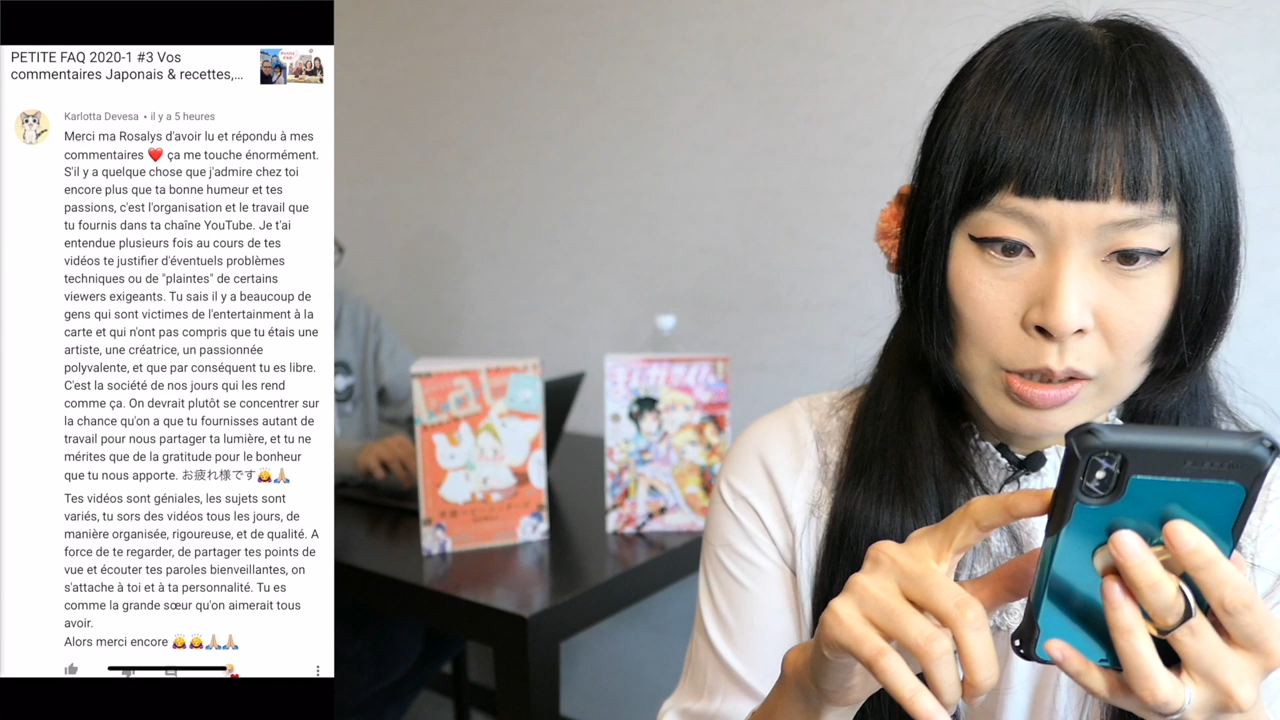 PETITE FAQ 2020-1 #3 Vos
commentaires Japonais & recettes,...
Karlotta Devesa • il y a 5 heures
Merci ma Rosalys d'avoir lu et répondu à mes
commentaires ❤️ ça me touche énormément.
S'il y a quelque chose que j'admire chez toi
encore plus que ta bonne humeur et tes
passions, c'est l'organisation et le travail que
tu fournis dans ta chaîne YouTube. Je t'ai
entendue plusieurs fois au cours de tes
vidéos te justifier d'éventuels problèmes
techniques ou de "plaintes" de certains
viewers exigeants. Tu sais il y a beaucoup de
gens qui sont victimes de l'entertainment à la
carte et qui n'ont pas compris que tu étais une
artiste, une créatrice, un passionnée
polyvalente, et que par conséquent tu es libre.
C'est la société de nos jours qui les rend
comme ça. On devrait plutôt se concentrer sur
la chance qu'on a que tu fournisses autant de
travail pour nous partager ta lumière, et tu ne
mérites que de la gratitude pour le bonheur
que tu nous apporte. お疲れ様です🙇🙏🏼
Tes vidéos sont géniales, les sujets sont
variés, tu sors des vidéos tous les jours, de
manière organisée, rigoureuse, et de qualité. A
force de te regarder, de partager tes points de
vue et écouter tes paroles bienveillantes, on
s'attache à toi et à ta personnalité. Tu es
comme la grande sœur qu'on aimerait tous
avoir.
Alors merci encore 🙇🙇🙏🏼🙏🏼
LaLa
まんがタイム